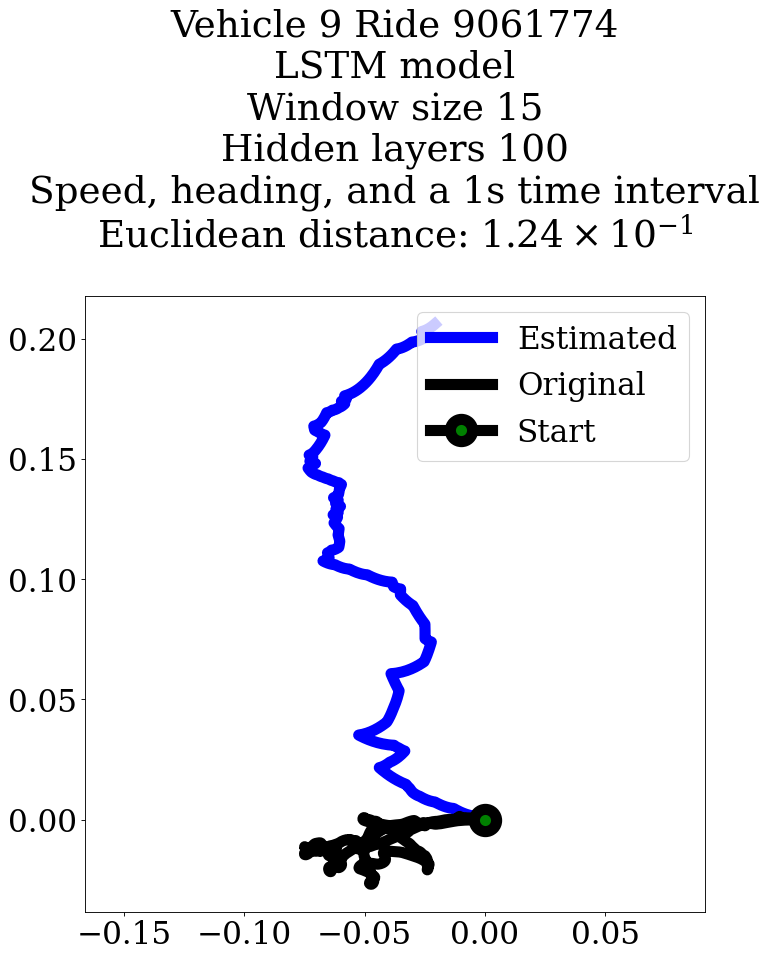 Vehicle 9 Ride 9061774
LSTM model
Window size 15
Hidden layers 100
Speed, heading, and a 1s time interval
Euclidean distance: 1.24 × 10⁻¹
Estimated
Original
Start
0.20
0.15
0.10
0.05
0.00
−0.15 −0.10 −0.05 0.00 0.05